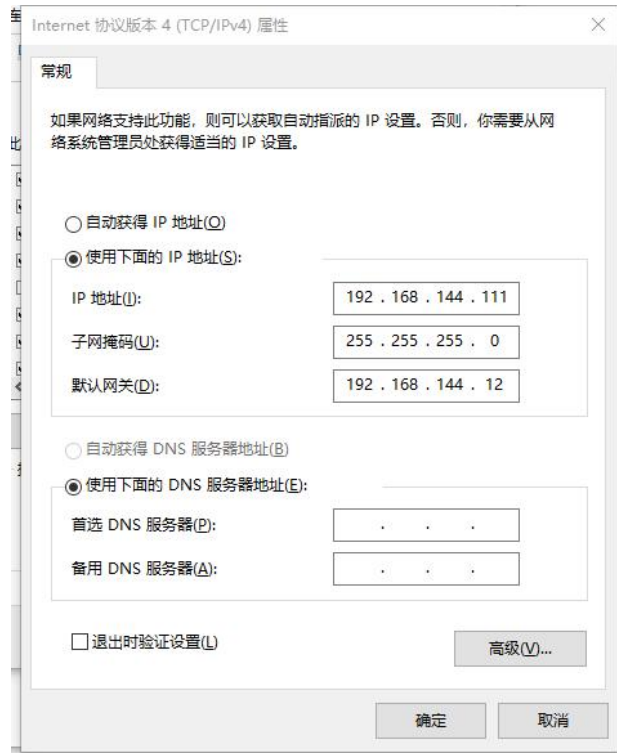 Internet 协议版本 4 (TCP/IPv4) 属性
常规
如果网络支持此功能，则可以获取自动指派的 IP 设置。否则，你需要从网
络系统管理员处获得适当的 IP 设置。
自动获得 IP 地址(O)
使用下面的 IP 地址(S):
IP 地址(I):
192 . 168 . 144 . 111
子网掩码(U):
255 . 255 . 255 . 0
默认网关(D):
192 . 168 . 144 . 12
自动获得 DNS 服务器地址(B)
使用下面的 DNS 服务器地址(E):
首选 DNS 服务器(P):
. . .
备用 DNS 服务器(A):
. . .
退出时验证设置(L)
高级(V)...
确定
取消